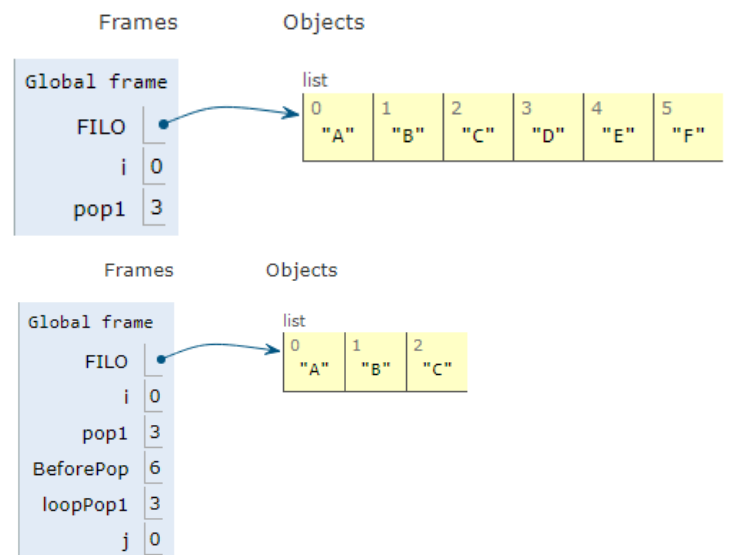 Frames Objects
Global frame
list
FILO
0 1 2 3 4 5
"A" "B" "C" "D" "E" "F"
i 0
pop1 3
Frames Objects
Global frame
list
FILO
0 1 2
"A" "B" "C"
i 0
pop1 3
BeforePop 6
loopPop1 3
j 0